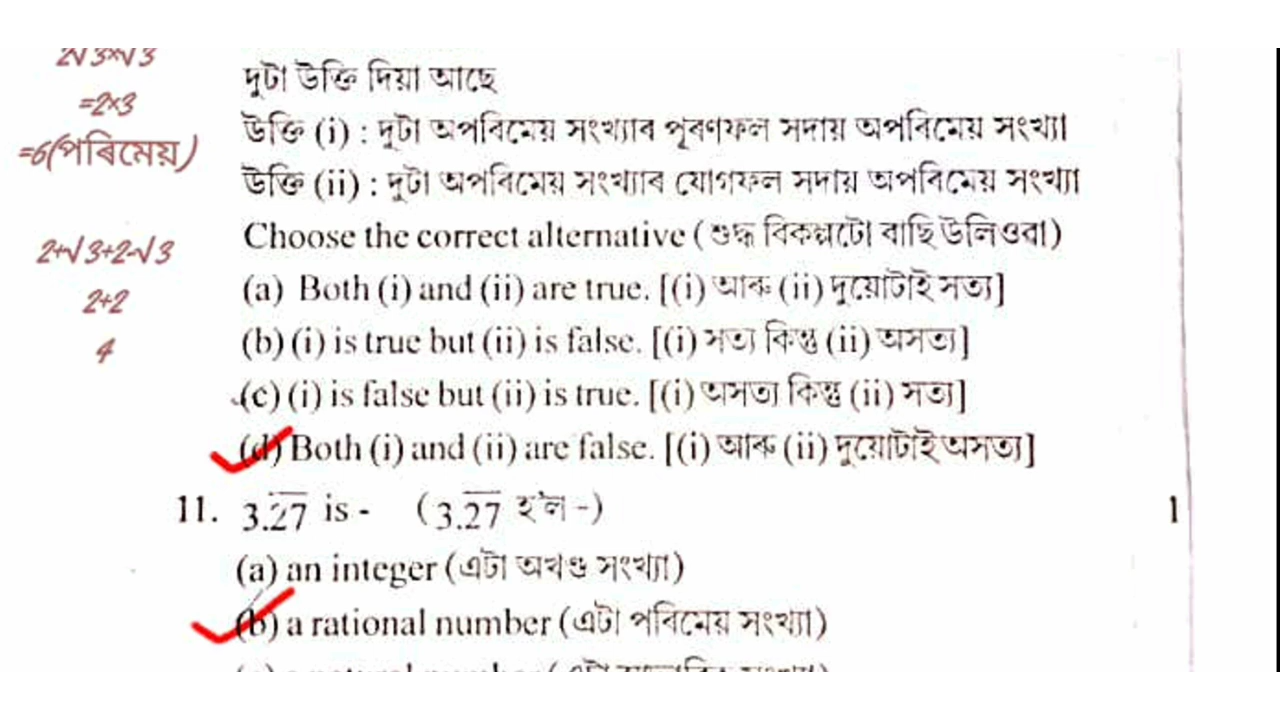 2√3×√3
=2×3
=6(পৰিমেয়)
2+√3+2-√3
2+2
4
দুটা উক্তি দিয়া আছে
উক্তি (i) : দুটা অপৰিমেয় সংখ্যাৰ পূৰণফল সদায় অপৰিমেয় সংখ্যা
উক্তি (ii) : দুটা অপৰিমেয় সংখ্যাৰ যোগফল সদায় অপৰিমেয় সংখ্যা
Choose the correct alternative (শুদ্ধ বিকল্পটো বাছি উলিওৱা)
(a) Both (i) and (ii) are true. [(i) আৰু (ii) দুয়োটাই সত্য]
(b) (i) is true but (ii) is false. [(i) সত্য কিন্তু (ii) অসত্য]
(c) (i) is false but (ii) is true. [(i) অসত্য কিন্তু (ii) সত্য]
(d) Both (i) and (ii) are false. [(i) আৰু (ii) দুয়োটাই অসত্য]
11. 3.2̅7̅ is - (3.2̅7̅ হ'ল -) 1
(a) an integer (এটা অখণ্ড সংখ্যা)
(b) a rational number (এটা পৰিমেয় সংখ্যা)